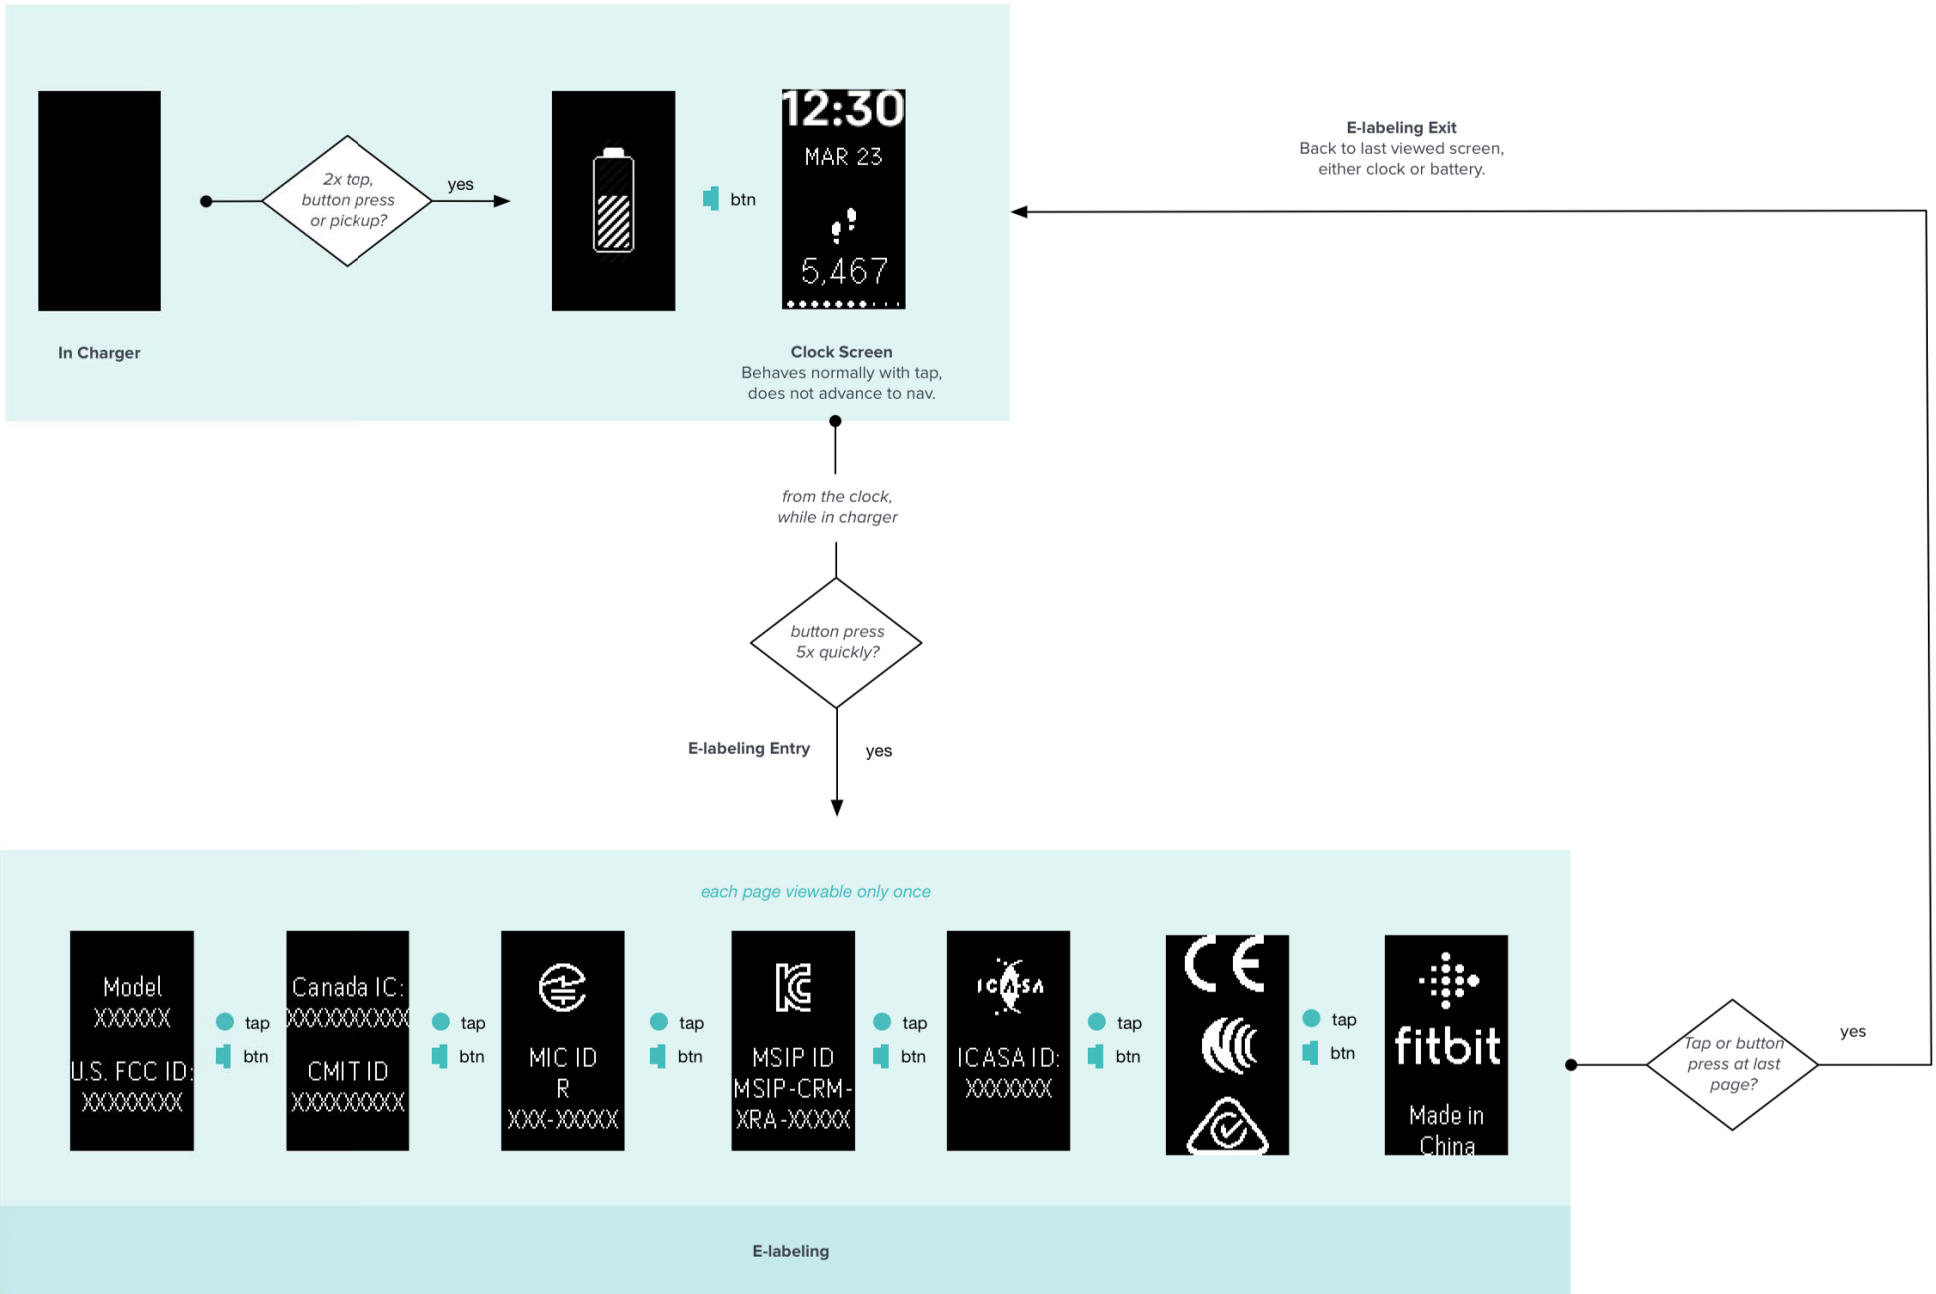 2x tap,
button press
or pickup?
yes
btn
12:30
MAR 23
5,467
In Charger
Clock Screen
Behaves normally with tap,
does not advance to nav.
E-labeling Exit
Back to last viewed screen,
either clock or battery.
from the clock,
while in charger
button press
5x quickly?
E-labeling Entry
yes
each page viewable only once
Model
XXXXXX
U.S. FCC ID:
XXXXXXXXX
tap
btn
Canada IC:
XXXXXXXXXXX
CMIT ID
XXXXXXXXXX
tap
btn
MIC ID
R
XXX-XXXXXX
tap
btn
MSIP ID
MSIP-CRM-
XRA-XXXXXX
tap
btn
ICASA
ICASA ID:
XXXXXXXX
tap
btn
CE
tap
btn
fitbit
Made in
China
Tap or button
press at last
page?
yes
E-labeling